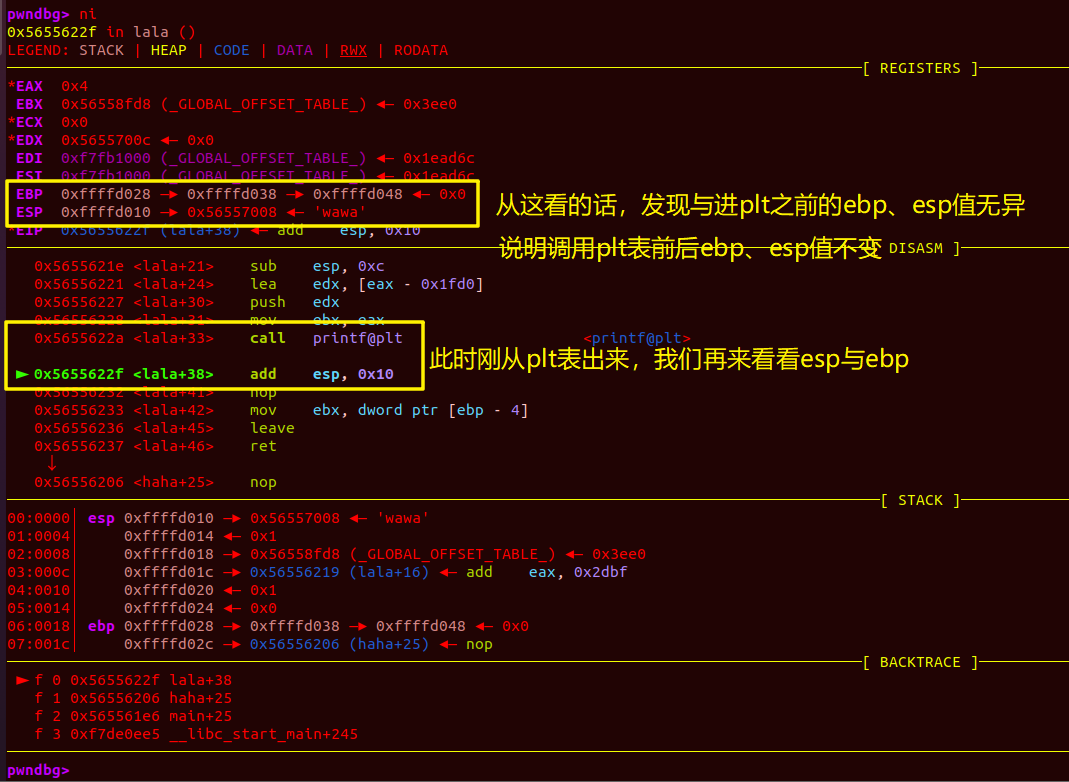 pwndbg> ni
0x5655622f in lala ()
LEGEND: STACK | HEAP | CODE | DATA | RWX | RODATA
[ REGISTERS ]
*EAX 0x4
EBX 0x56558fd8 (_GLOBAL_OFFSET_TABLE_) ◂— 0x3ee0
*ECX 0x0
*EDX 0x5655700c ◂— 0x0
EDI 0xf7fb1000 (_GLOBAL_OFFSET_TABLE_) ◂— 0x1ead6c
ESI 0xf7fb1000 (_GLOBAL_OFFSET_TABLE_) ◂— 0x1ead6c
EBP 0xffffd028 —▸ 0xffffd038 —▸ 0xffffd048 ◂— 0x0
ESP 0xffffd010 —▸ 0x56557008 ◂— 'wawa'
从这看的话，发现与进plt之前的ebp、esp值无异
*EIP 0x5655622f (lala+38) ◂— add esp, 0x10
说明调用plt表前后ebp、esp值不变
[ DISASM ]
0x5655621e <lala+21> sub esp, 0xc
0x56556221 <lala+24> lea edx, [eax - 0x1fd0]
0x56556227 <lala+30> push edx
0x56556228 <lala+31> mov ebx, eax
0x5655622a <lala+33> call printf@plt <printf@plt>
此时刚从plt表出来，我们再来看看esp与ebp
► 0x5655622f <lala+38> add esp, 0x10
0x56556232 <lala+41> nop
0x56556233 <lala+42> mov ebx, dword ptr [ebp - 4]
0x56556236 <lala+45> leave
0x56556237 <lala+46> ret
↓
0x56556206 <haha+25> nop
[ STACK ]
00:0000│ esp 0xffffd010 —▸ 0x56557008 ◂— 'wawa'
01:0004│ 0xffffd014 ◂— 0x1
02:0008│ 0xffffd018 —▸ 0x56558fd8 (_GLOBAL_OFFSET_TABLE_) ◂— 0x3ee0
03:000c│ 0xffffd01c —▸ 0x56556219 (lala+16) ◂— add eax, 0x2dbf
04:0010│ 0xffffd020 ◂— 0x1
05:0014│ 0xffffd024 ◂— 0x0
06:0018│ ebp 0xffffd028 —▸ 0xffffd038 —▸ 0xffffd048 ◂— 0x0
07:001c│ 0xffffd02c —▸ 0x56556206 (haha+25) ◂— nop
[ BACKTRACE ]
► f 0 0x5655622f lala+38
f 1 0x56556206 haha+25
f 2 0x565561e6 main+25
f 3 0xf7de0ee5 __libc_start_main+245
pwndbg>